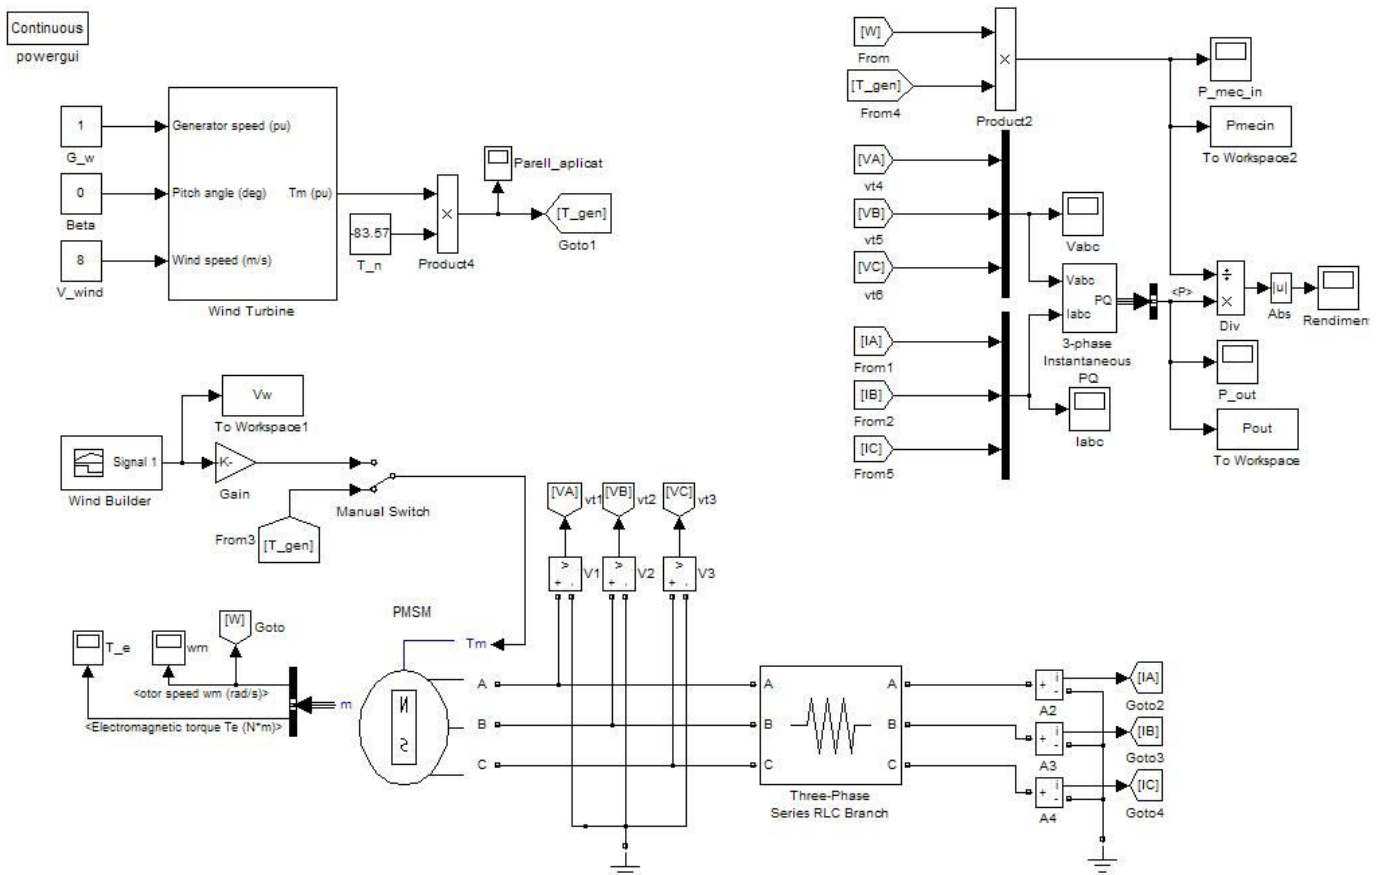 Continuous
powergui
1
G_w
0
Beta
8
V_wind
Generator speed (pu)
Pitch angle (deg)
Wind speed (m/s)
Tm (pu)
Wind Turbine
-83.57
T_n
×
Product4
Parell_aplicat
[T_gen]
Goto1
[W]
From
[T_gen]
From4
×
Product2
P_mec_in
Pmecin
To Workspace2
[VA]
vt4
[VB]
vt5
[VC]
vt6
Vabc
Vabc
Iabc
PQ
3-phase
Instantaneous
PQ
<P>
÷
×
Div
|u|
Abs
Rendimen
[IA]
From1
[IB]
From2
[IC]
From5
Iabc
P_out
Pout
To Workspace
Vw
To Workspace1
Signal 1
Wind Builder
K-
Gain
Manual Switch
From3
[T_gen]
[VA]
vt1
[VB]
vt2
[VC]
vt3
V
+ -
V1
V
+ -
V2
V
+ -
V3
PMSM
Tm
N
S
m
A
B
C
T_e
wm
[W]
Goto
<otor speed wm (rad/s)>
<Electromagnetic torque Te (N*m)>
A
B
C
A
B
C
Three-Phase
Series RLC Branch
+ i -
A2
+ i -
A3
+ i -
A4
[IA]
Goto2
[IB]
Goto3
[IC]
Goto4